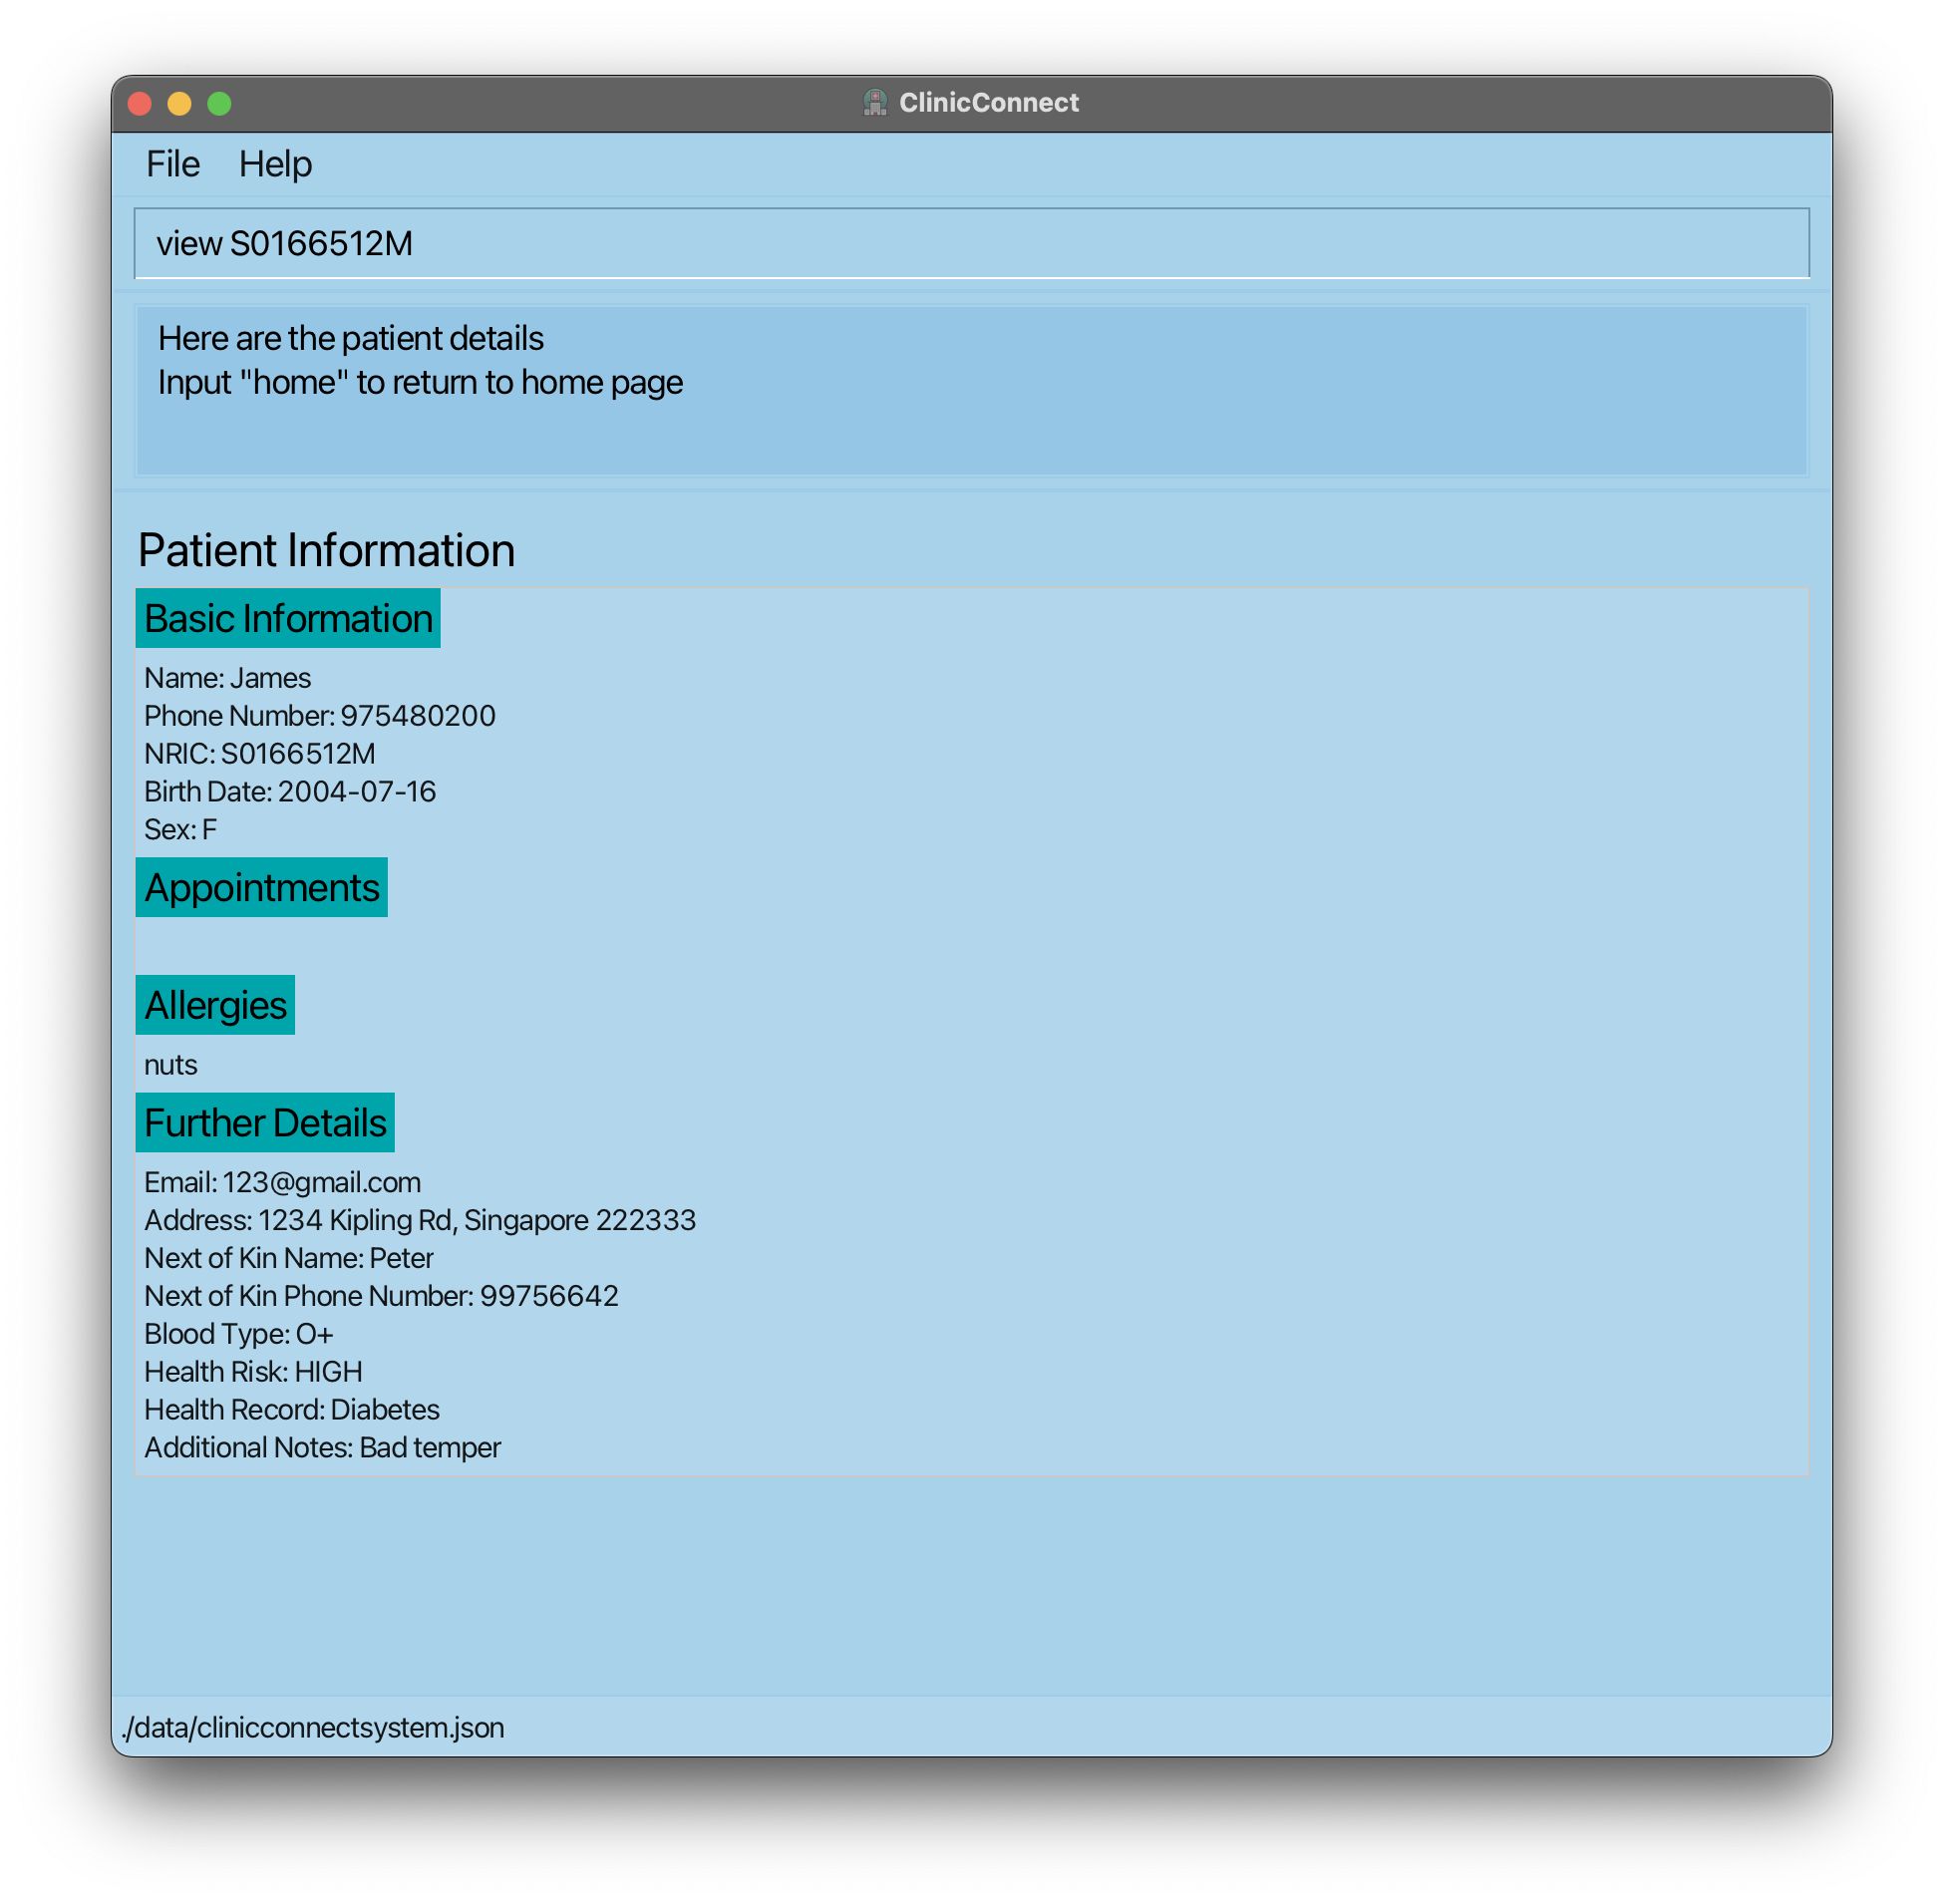 ClinicConnect
File Help
view S0166512M
Here are the patient details
Input "home" to return to home page
Patient Information
Basic Information
Name: James
Phone Number: 975480200
NRIC: S0166512M
Birth Date: 2004-07-16
Sex: F
Appointments
Allergies
nuts
Further Details
Email: 123@gmail.com
Address: 1234 Kipling Rd, Singapore 222333
Next of Kin Name: Peter
Next of Kin Phone Number: 99756642
Blood Type: O+
Health Risk: HIGH
Health Record: Diabetes
Additional Notes: Bad temper
./data/clinicconnectsystem.json